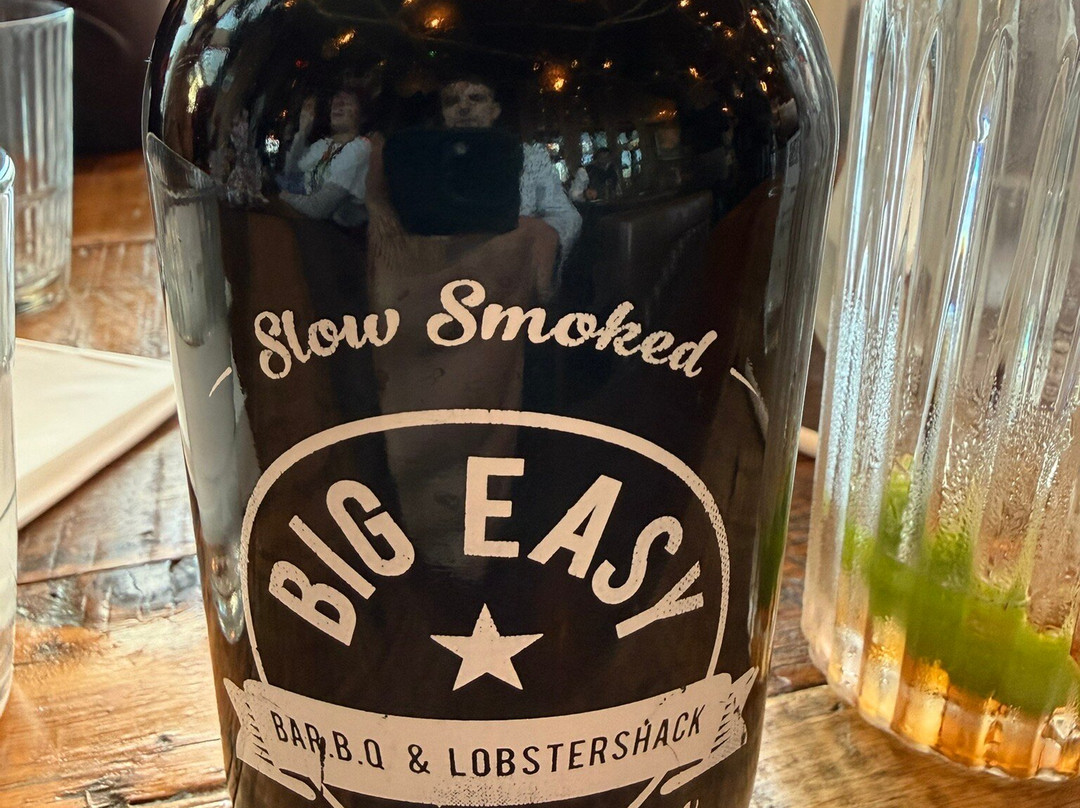 Slow Smoked
BIG EASY
BAR.B.Q & LOBSTERSHACK